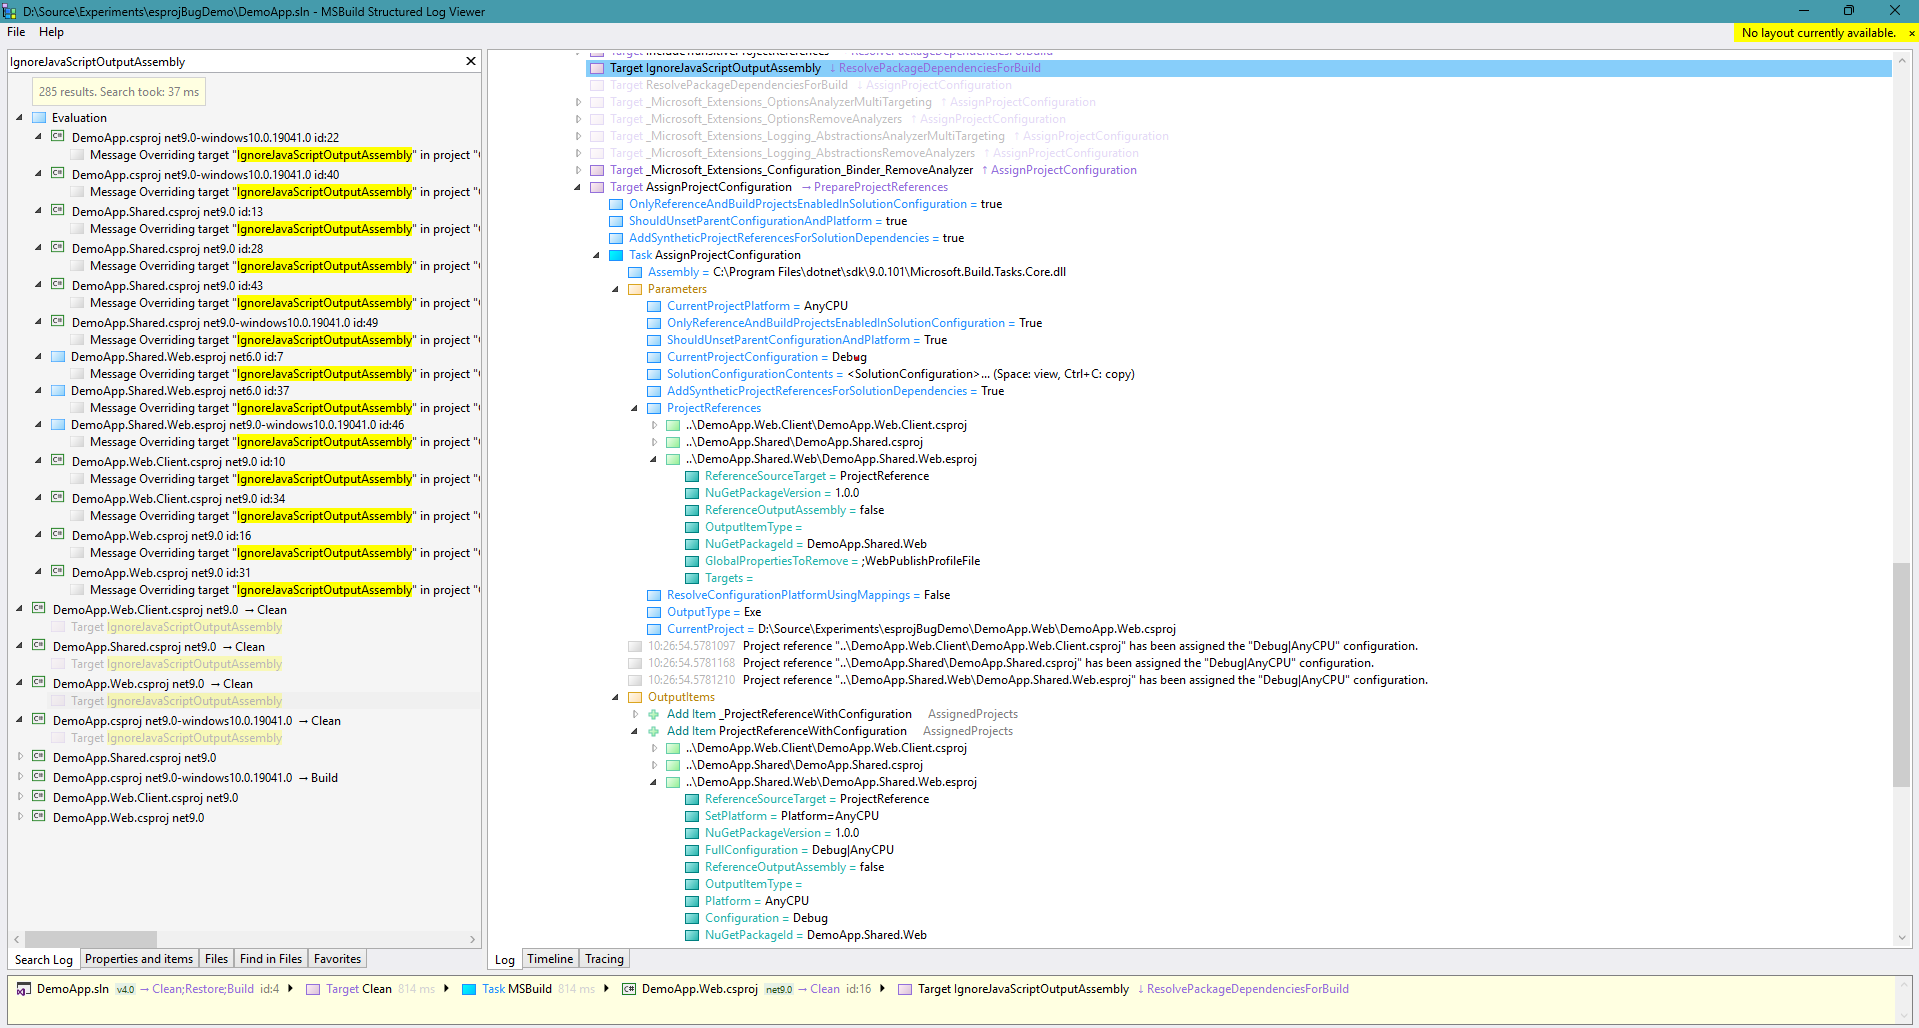 D:\Source\Experiments\esprojBugDemo\DemoApp.sln - MSBuild Structured Log Viewer
File Help
No layout currently available. ×
IgnoreJavaScriptOutputAssembly
285 results. Search took: 37 ms
Evaluation
DemoApp.csproj net9.0-windows10.0.19041.0 id:22
Message Overriding target "IgnoreJavaScriptOutputAssembly" in project "
DemoApp.csproj net9.0-windows10.0.19041.0 id:40
Message Overriding target "IgnoreJavaScriptOutputAssembly" in project "
DemoApp.Shared.csproj net9.0 id:13
Message Overriding target "IgnoreJavaScriptOutputAssembly" in project "
DemoApp.Shared.csproj net9.0 id:28
Message Overriding target "IgnoreJavaScriptOutputAssembly" in project "
DemoApp.Shared.csproj net9.0 id:43
Message Overriding target "IgnoreJavaScriptOutputAssembly" in project "
DemoApp.Shared.csproj net9.0-windows10.0.19041.0 id:49
Message Overriding target "IgnoreJavaScriptOutputAssembly" in project "
DemoApp.Shared.Web.esproj net6.0 id:7
Message Overriding target "IgnoreJavaScriptOutputAssembly" in project "
DemoApp.Shared.Web.esproj net6.0 id:37
Message Overriding target "IgnoreJavaScriptOutputAssembly" in project "
DemoApp.Shared.Web.esproj net9.0-windows10.0.19041.0 id:46
Message Overriding target "IgnoreJavaScriptOutputAssembly" in project "
DemoApp.Web.Client.csproj net9.0 id:10
Message Overriding target "IgnoreJavaScriptOutputAssembly" in project "
DemoApp.Web.Client.csproj net9.0 id:34
Message Overriding target "IgnoreJavaScriptOutputAssembly" in project "
DemoApp.Web.csproj net9.0 id:16
Message Overriding target "IgnoreJavaScriptOutputAssembly" in project "
DemoApp.Web.csproj net9.0 id:31
Message Overriding target "IgnoreJavaScriptOutputAssembly" in project "
DemoApp.Web.Client.csproj net9.0 → Clean
Target IgnoreJavaScriptOutputAssembly
DemoApp.Shared.csproj net9.0 → Clean
Target IgnoreJavaScriptOutputAssembly
DemoApp.Web.csproj net9.0 → Clean
Target IgnoreJavaScriptOutputAssembly
DemoApp.csproj net9.0-windows10.0.19041.0 → Clean
Target IgnoreJavaScriptOutputAssembly
DemoApp.Shared.csproj net9.0
DemoApp.csproj net9.0-windows10.0.19041.0 → Build
DemoApp.Web.Client.csproj net9.0
DemoApp.Web.csproj net9.0
Search Log Properties and items Files Find in Files Favorites
Target IncludeTransitiveProjectReferences → ResolvePackageDependenciesForBuild
Target IgnoreJavaScriptOutputAssembly ↓ ResolvePackageDependenciesForBuild
Target ResolvePackageDependenciesForBuild ↓ AssignProjectConfiguration
Target _Microsoft_Extensions_OptionsAnalyzerMultiTargeting ↑ AssignProjectConfiguration
Target _Microsoft_Extensions_OptionsRemoveAnalyzers ↑ AssignProjectConfiguration
Target _Microsoft_Extensions_Logging_AbstractionsAnalyzerMultiTargeting ↑ AssignProjectConfiguration
Target _Microsoft_Extensions_Logging_AbstractionsRemoveAnalyzers ↑ AssignProjectConfiguration
Target _Microsoft_Extensions_Configuration_Binder_RemoveAnalyzer ↑ AssignProjectConfiguration
Target AssignProjectConfiguration → PrepareProjectReferences
OnlyReferenceAndBuildProjectsEnabledInSolutionConfiguration = true
ShouldUnsetParentConfigurationAndPlatform = true
AddSyntheticProjectReferencesForSolutionDependencies = true
Task AssignProjectConfiguration
Assembly = C:\Program Files\dotnet\sdk\9.0.101\Microsoft.Build.Tasks.Core.dll
Parameters
CurrentProjectPlatform = AnyCPU
OnlyReferenceAndBuildProjectsEnabledInSolutionConfiguration = True
ShouldUnsetParentConfigurationAndPlatform = True
CurrentProjectConfiguration = Debug
SolutionConfigurationContents = <SolutionConfiguration>... (Space: view, Ctrl+C: copy)
AddSyntheticProjectReferencesForSolutionDependencies = True
ProjectReferences
..\DemoApp.Web.Client\DemoApp.Web.Client.csproj
..\DemoApp.Shared\DemoApp.Shared.csproj
..\DemoApp.Shared.Web\DemoApp.Shared.Web.esproj
ReferenceSourceTarget = ProjectReference
NuGetPackageVersion = 1.0.0
ReferenceOutputAssembly = false
OutputItemType =
NuGetPackageId = DemoApp.Shared.Web
GlobalPropertiesToRemove = ;WebPublishProfileFile
Targets =
ResolveConfigurationPlatformUsingMappings = False
OutputType = Exe
CurrentProject = D:\Source\Experiments\esprojBugDemo\DemoApp.Web\DemoApp.Web.csproj
10:26:54.5781097 Project reference "..\DemoApp.Web.Client\DemoApp.Web.Client.csproj" has been assigned the "Debug|AnyCPU" configuration.
10:26:54.5781168 Project reference "..\DemoApp.Shared\DemoApp.Shared.csproj" has been assigned the "Debug|AnyCPU" configuration.
10:26:54.5781210 Project reference "..\DemoApp.Shared.Web\DemoApp.Shared.Web.esproj" has been assigned the "Debug|AnyCPU" configuration.
OutputItems
Add Item _ProjectReferenceWithConfiguration AssignedProjects
Add Item ProjectReferenceWithConfiguration AssignedProjects
..\DemoApp.Web.Client\DemoApp.Web.Client.csproj
..\DemoApp.Shared\DemoApp.Shared.csproj
..\DemoApp.Shared.Web\DemoApp.Shared.Web.esproj
ReferenceSourceTarget = ProjectReference
SetPlatform = Platform=AnyCPU
NuGetPackageVersion = 1.0.0
FullConfiguration = Debug|AnyCPU
ReferenceOutputAssembly = false
OutputItemType =
Platform = AnyCPU
Configuration = Debug
NuGetPackageId = DemoApp.Shared.Web
Log Timeline Tracing
DemoApp.sln v4.0 → Clean;Restore;Build id:4 Target Clean 814 ms Task MSBuild 814 ms C# DemoApp.Web.csproj net9.0 → Clean id:16 Target IgnoreJavaScriptOutputAssembly ↓ ResolvePackageDependenciesForBuild